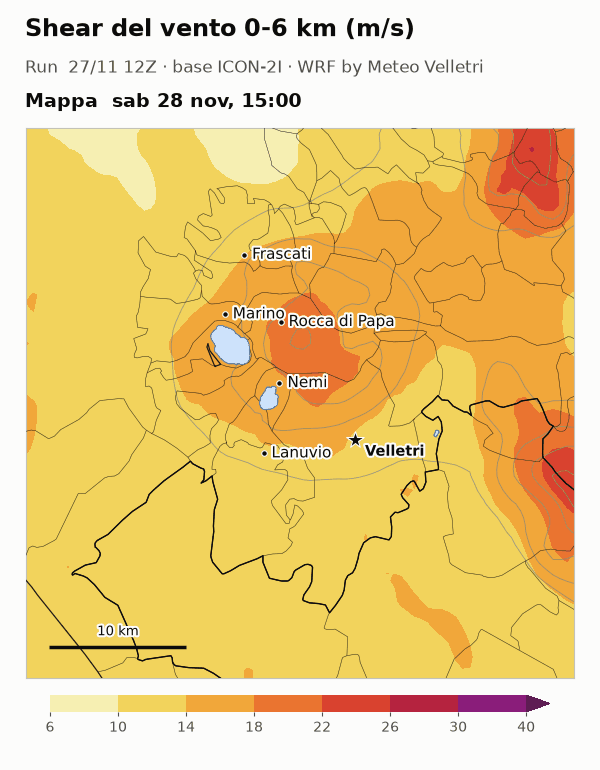 Shear del vento 0-6 km (m/s)
Run  27/11 12Z · base ICON-2I · WRF by Meteo Velletri
Mappa  sab 28 nov, 15:00
Frascati
Marino
Rocca di Papa
Nemi
Velletri
Lanuvio
10 km
6 10 14 18 22 26 30 40